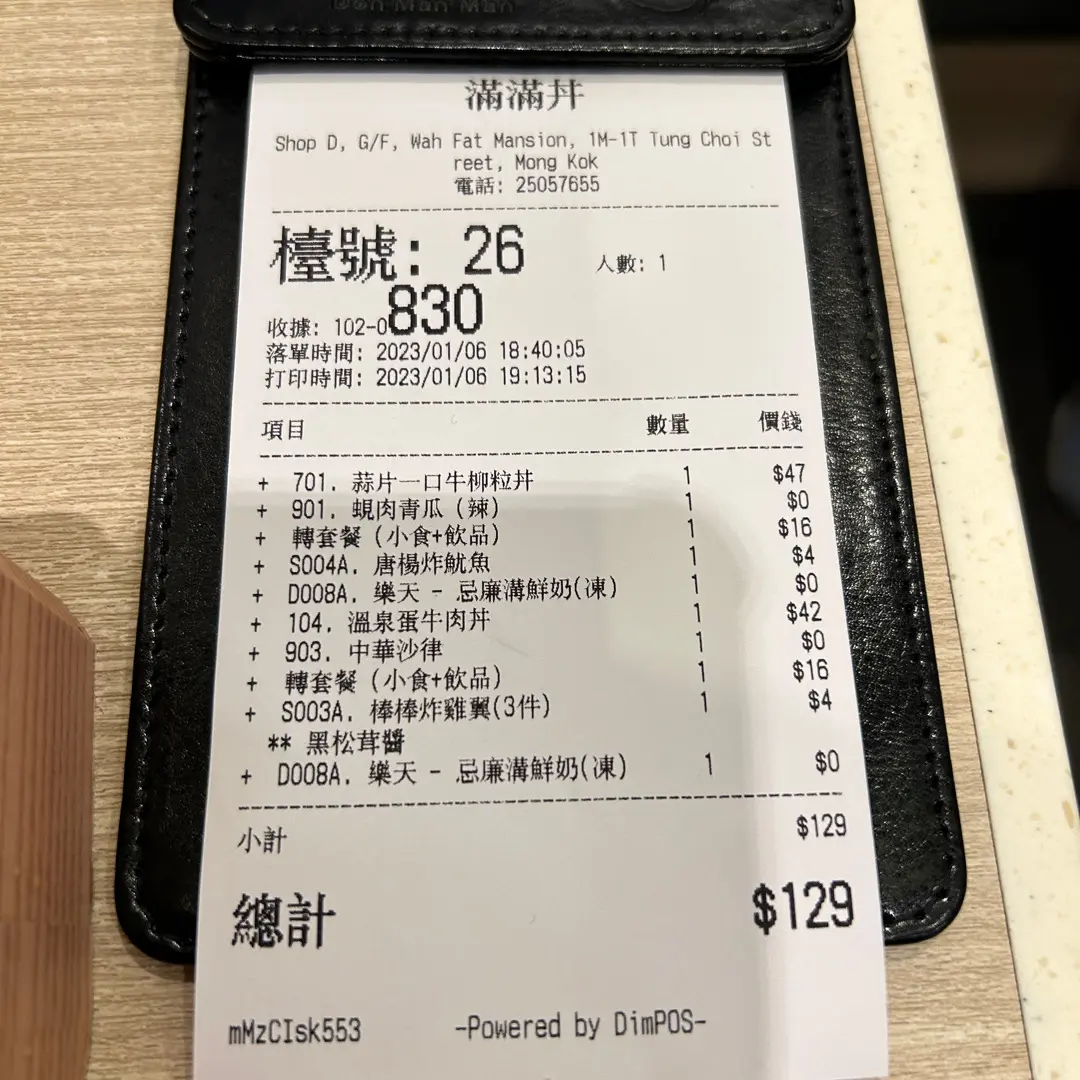 Den Man Man
滿滿丼
Shop D, G/F, Wah Fat Mansion, 1M-1T Tung Choi St
reet, Mong Kok
電話: 25057655
檯號: 26 人數: 1
收據: 102-0830
落單時間: 2023/01/06 18:40:05
打印時間: 2023/01/06 19:13:15
項目 數量 價錢
+ 701. 蒜片一口牛柳粒丼 1 $47
+ 901. 蜆肉青瓜 (辣) 1 $0
+ 轉套餐 (小食+飲品) 1 $16
+ S004A. 唐楊炸魷魚 1 $4
+ D008A. 樂天 - 忌廉溝鮮奶(凍) 1 $0
+ 104. 溫泉蛋牛肉丼 1 $42
+ 903. 中華沙律 1 $0
+ 轉套餐 (小食+飲品) 1 $16
+ S003A. 棒棒炸雞翼(3件) 1 $4
** 黑松茸醬
+ D008A. 樂天 - 忌廉溝鮮奶(凍) 1 $0
小計 $129
總計 $129
mMzCIsk553 -Powered by DimPOS-